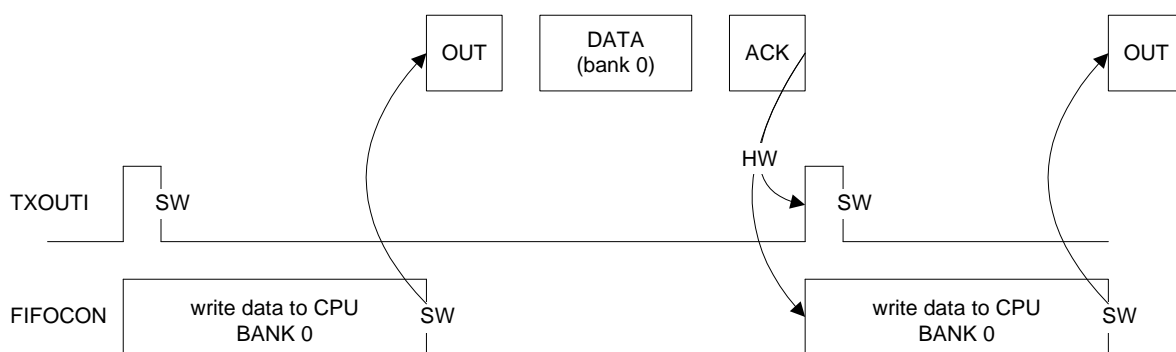 OUT
DATA
(bank 0)
ACK
OUT
HW
TXOUTI
SW
SW
FIFOCON
write data to CPU
BANK 0
SW
write data to CPU
BANK 0
SW